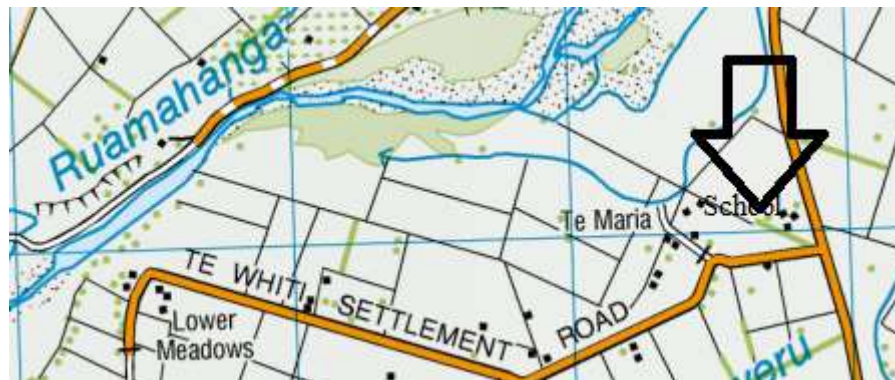 Ruamahanga
School
Te Maria
TE WHITI SETTLEMENT ROAD
Lower
Meadows